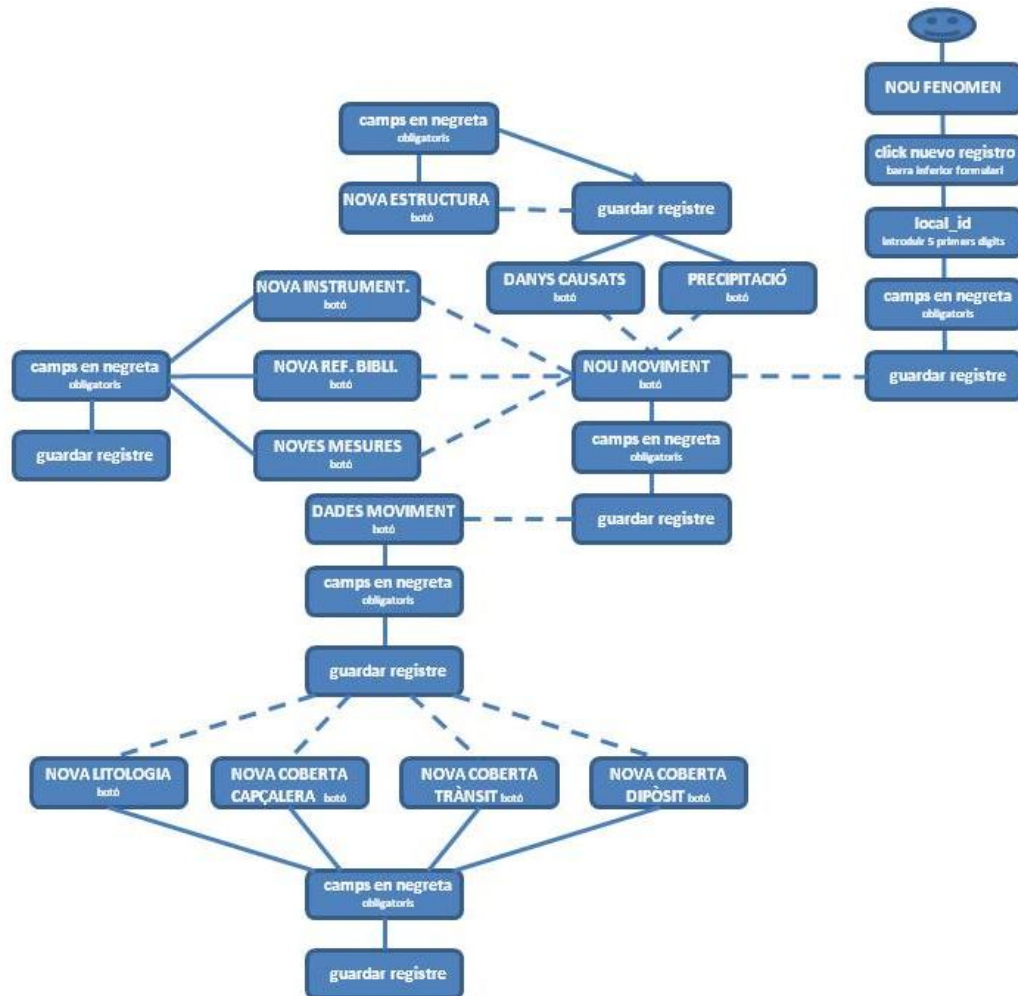 NOU FENOMEN
click nuevo registro
barra inferior formulari
local_id
introduir 5 primers dígits
camps en negreta
obligatoris
guardar registre
camps en negreta
obligatoris
NOVA ESTRUCTURA
botó
guardar registre
DANYS CAUSATS
botó
PRECIPITACIÓ
botó
NOVA INSTRUMENT.
botó
NOVA REF. BIBLI.
botó
NOVES MESURES
botó
camps en negreta
obligatoris
guardar registre
NOU MOVIMENT
botó
camps en negreta
obligatoris
guardar registre
DADES MOVIMENT
botó
camps en negreta
obligatoris
guardar registre
NOVA LITOLOGIA
botó
NOVA COBERTA
CAPÇALERA botó
NOVA COBERTA
TRÀNSIT botó
NOVA COBERTA
DIPÒSIT botó
camps en negreta
obligatoris
guardar registre